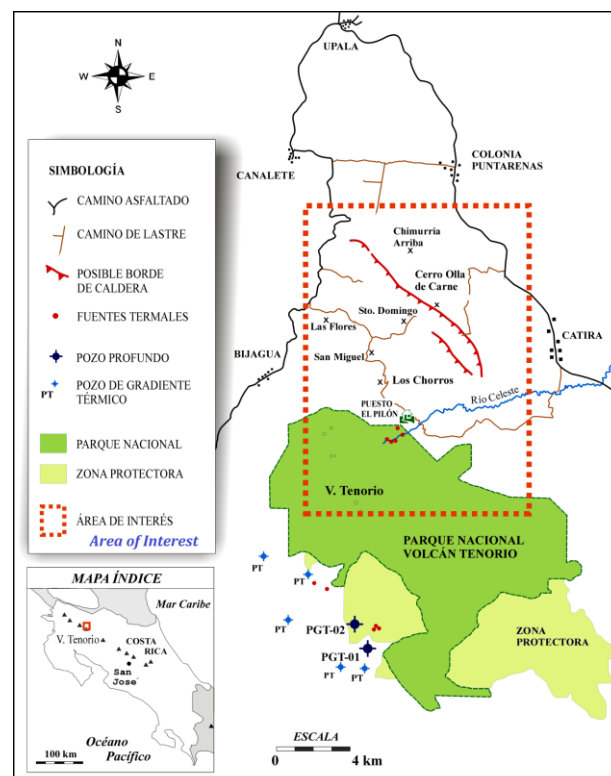 N
W
E
S
UPALA
CANALETE
COLONIA
PUNTARENAS
SIMBOLOGÍA
CAMINO ASFALTADO
CAMINO DE LASTRE
POSIBLE BORDE
DE CALDERA
FUENTES TERMALES
POZO PROFUNDO
PT
POZO DE GRADIENTE
TÉRMICO
PARQUE NACIONAL
ZONA PROTECTORA
ÁREA DE INTERÉS
Area of Interest
Chimurria
Arriba
Cerro Olla
de Carne
Sto. Domingo
Las Flores
San Miguel
Los Chorros
BIJAGUA
CATIRA
PUESTO
EL PILÓN
Río Celeste
V. Tenorio
PARQUE NACIONAL
VOLCÁN TENORIO
PT
PT
PT
PGT-02
PGT-01
PT
PT
ZONA
PROTECTORA
MAPA ÍNDICE
Mar Caribe
V. Tenorio
COSTA
RICA
San
Jose´
Océano
Pacífico
100 km
ESCALA
0
4 km